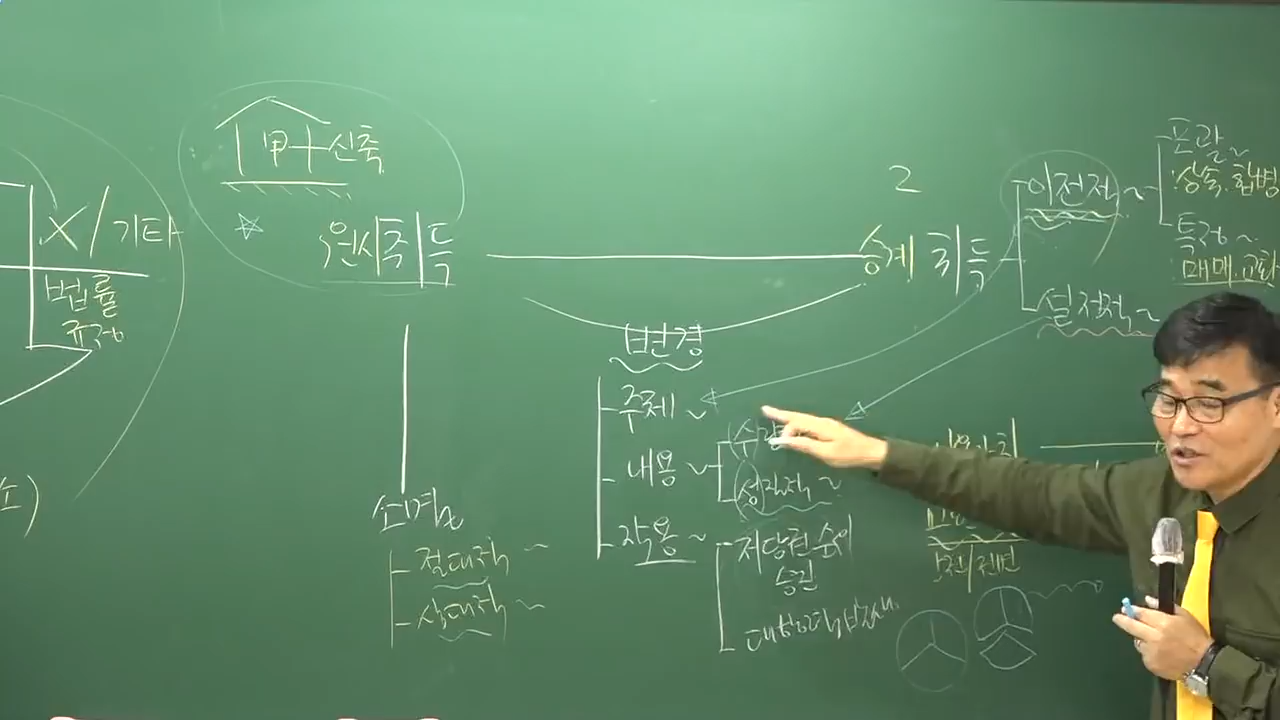 X/기타
법률
규정
甲 신축
원시취득
2
승계 취득
이전적~
포괄~
상속.합병
특정~
매매.교환
설정적~
변경
주체~
내용~
성질적~
작용~
저당권 순위
승진
소멸
절대적~
상대적~